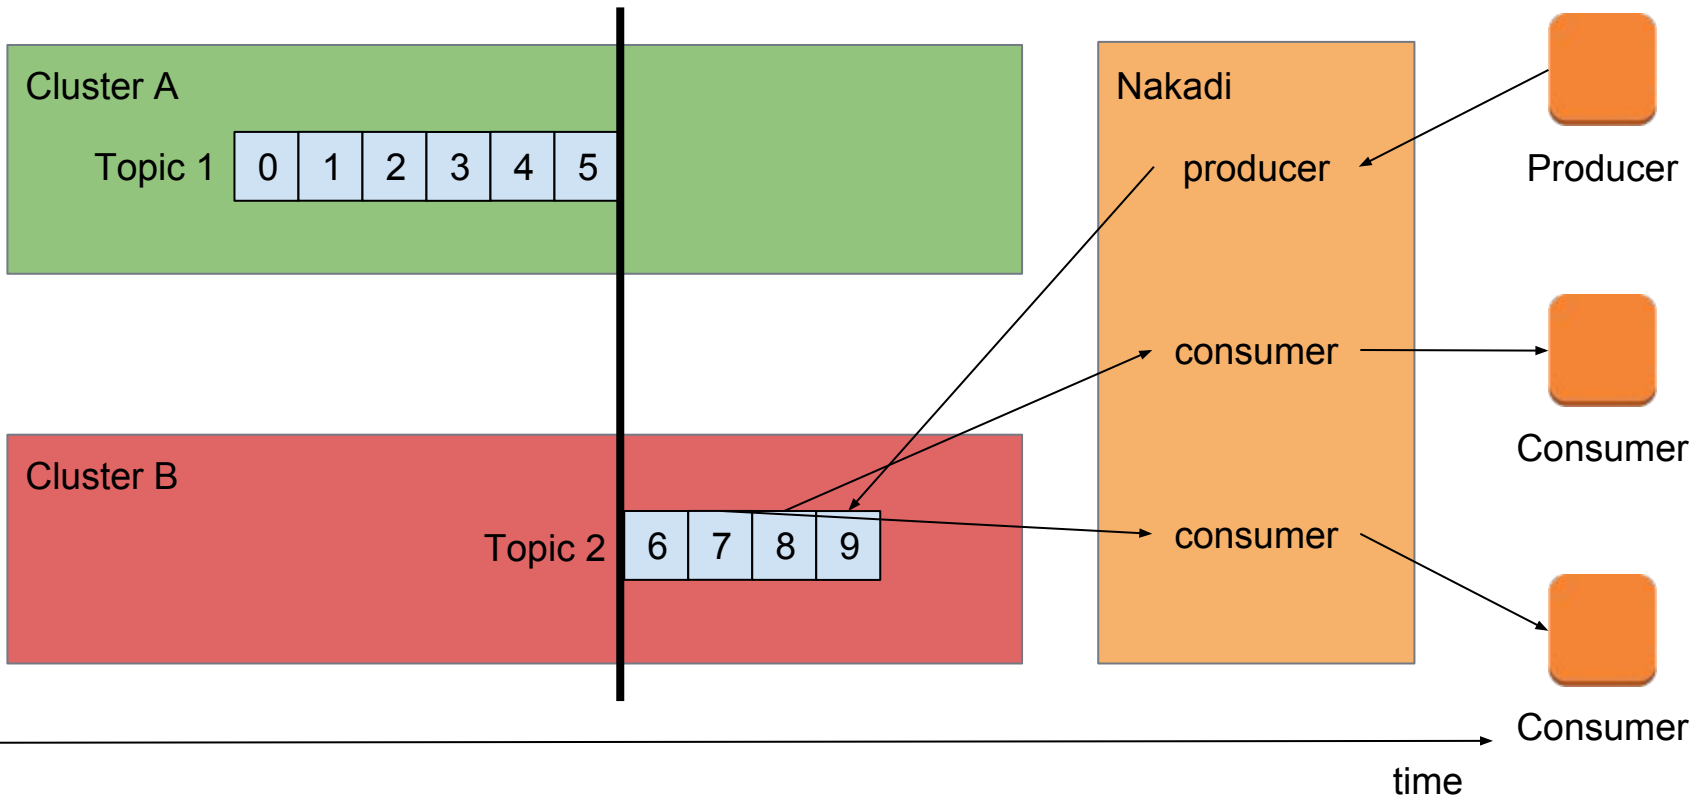 Cluster A
Topic 1 0 1 2 3 4 5
Cluster B
Topic 2 6 7 8 9
Nakadi
producer
consumer
consumer
Producer
Consumer
Consumer
time